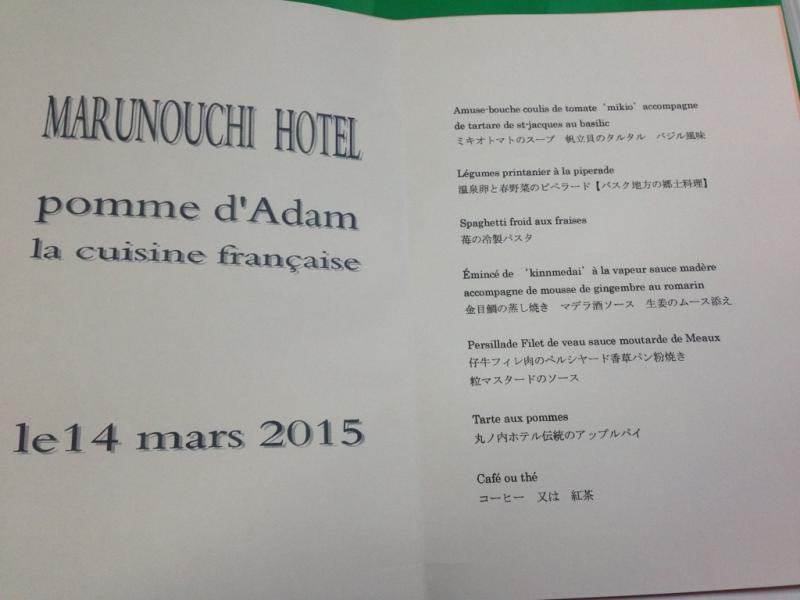 MARUNOUCHI HOTEL
pomme d'Adam
la cuisine française
le14 mars 2015
Amuse-bouche coulis de tomate ‘mikio’accompagne
de tartare de st-jacques au basilic
ミキオトマトのスープ 帆立貝のタルタル バジル風味
Légumes printanier à la piperade
温泉卵と春野菜のピペラード【バスク地方の郷土料理】
Spaghetti froid aux fraises
苺の冷製パスタ
Émincé de ‘kinnmedai’à la vapeur sauce madère
accompagne de mousse de gingembre au romarin
金目鯛の蒸し焼き マデラ酒ソース 生姜のムース添え
Persillade Filet de veau sauce moutarde de Meaux
仔牛フィレ肉のペルシヤード香草パン粉焼き
粒マスタードのソース
Tarte aux pommes
丸ノ内ホテル伝統のアップルパイ
Café ou thé
コーヒー 又は 紅茶